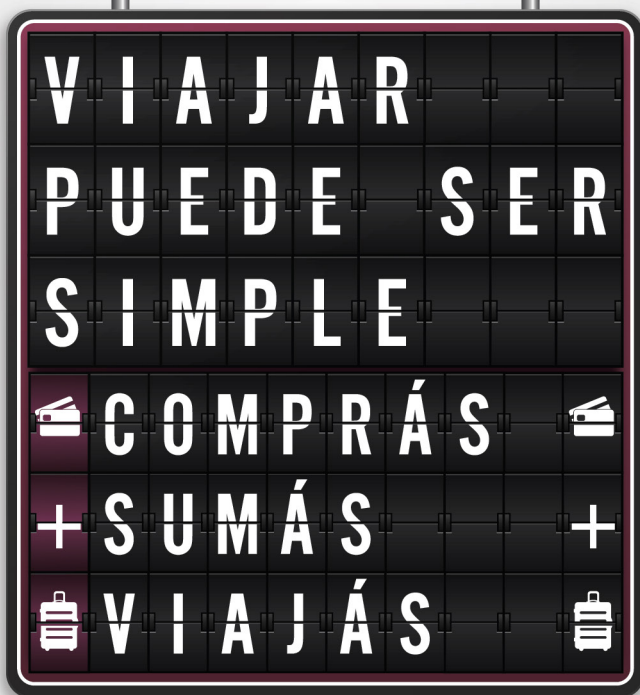 VIAJAR
PUEDE SER
SIMPLE
COMPRÁS
+ SUMÁS +
VIAJÁS